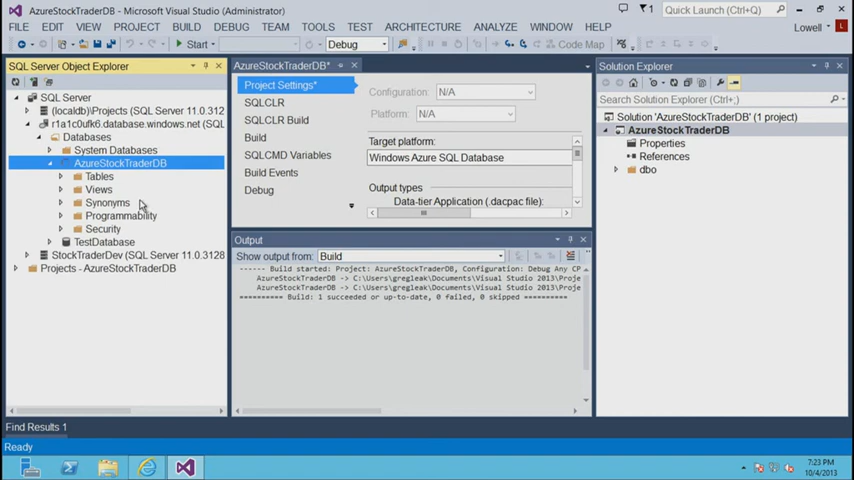 AzureStockTraderDB - Microsoft Visual Studio (Administrator)
1
Quick Launch (Ctrl+Q)
FILE EDIT VIEW PROJECT BUILD DEBUG TEAM TOOLS TEST ARCHITECTURE ANALYZE WINDOW HELP
Lowell
Start
Debug
Code Map
SQL Server Object Explorer
SQL Server
(localdb)\Projects (SQL Server 11.0.312
r1a1c0ufk6.database.windows.net (SQL
Databases
System Databases
AzureStockTraderDB
Tables
Views
Synonyms
Programmability
Security
TestDatabase
StockTraderDev (SQL Server 11.0.3128
Projects - AzureStockTraderDB
AzureStockTraderDB*
Project Settings*
SQLCLR
SQLCLR Build
Build
SQLCMD Variables
Build Events
Debug
Configuration: N/A
Platform: N/A
Target platform:
Windows Azure SQL Database
Output types
Data-tier Application (.dacpac file):
Output
Show output from: Build
------ Build started: Project: AzureStockTraderDB, Configuration: Debug Any CP
AzureStockTraderDB -> C:\Users\gregleak\Documents\Visual Studio 2013\Proje
AzureStockTraderDB -> C:\Users\gregleak\Documents\Visual Studio 2013\Proje
========== Build: 1 succeeded or up-to-date, 0 failed, 0 skipped ==========
Solution Explorer
Search Solution Explorer (Ctrl+;)
Solution 'AzureStockTraderDB' (1 project)
AzureStockTraderDB
Properties
References
dbo
Find Results 1
Ready
7:23 PM
10/4/2013